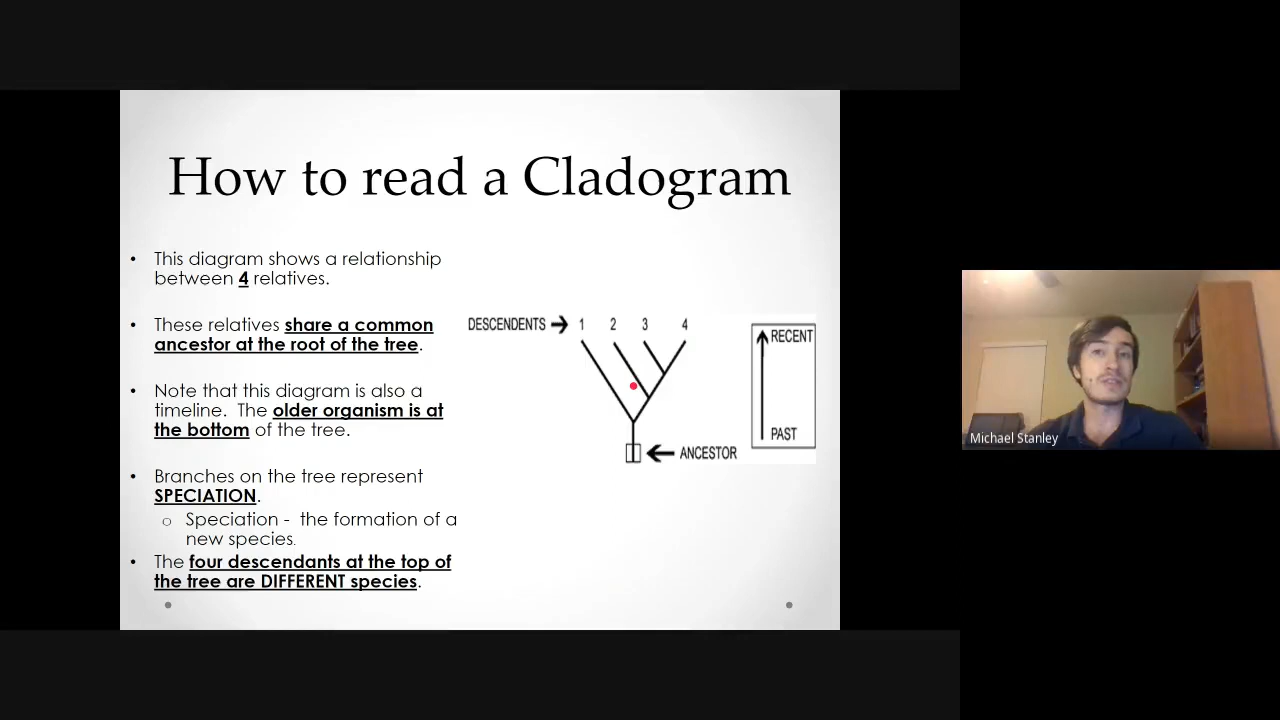 How to read a Cladogram
• This diagram shows a relationship
between 4 relatives.
• These relatives share a common
ancestor at the root of the tree.
• Note that this diagram is also a
timeline. The older organism is at
the bottom of the tree.
• Branches on the tree represent
SPECIATION.
o Speciation - the formation of a
new species.
• The four descendants at the top of
the tree are DIFFERENT species.
DESCENDENTS → 1 2 3 4
RECENT
PAST
← ANCESTOR
Michael Stanley